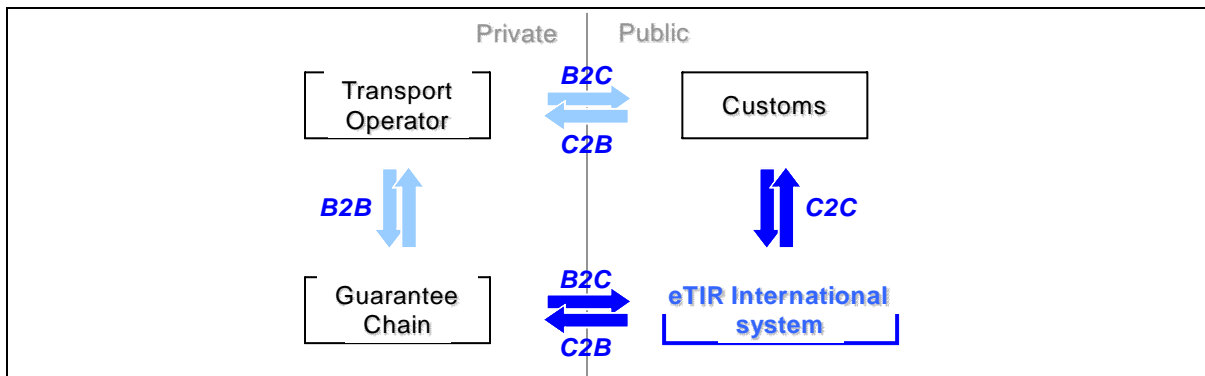 Private Public
B2C
Transport
Operator
Customs
C2B
B2B
C2C
B2C
Guarantee
Chain
eTIR International
system
C2B